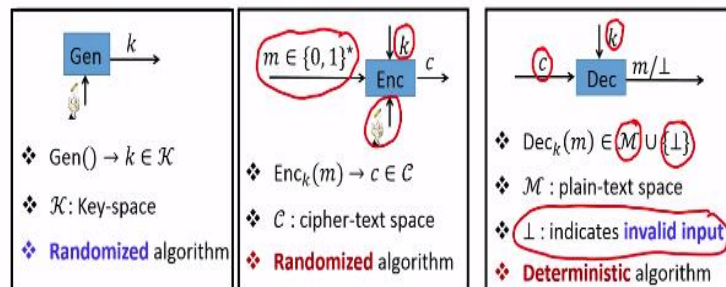 k
Gen
❖ Gen() → k ∈ 𝒦
❖ 𝒦: Key-space
❖ Randomized algorithm
k
m ∈ {0, 1}*
Enc
c
❖ Enc_k(m) → c ∈ 𝒞
❖ 𝒞 : cipher-text space
❖ Randomized algorithm
k
c
Dec
m/⊥
❖ Dec_k(m) ∈ ℳ ∪ {⊥}
❖ ℳ : plain-text space
❖ ⊥ : indicates invalid input
❖ Deterministic algorithm